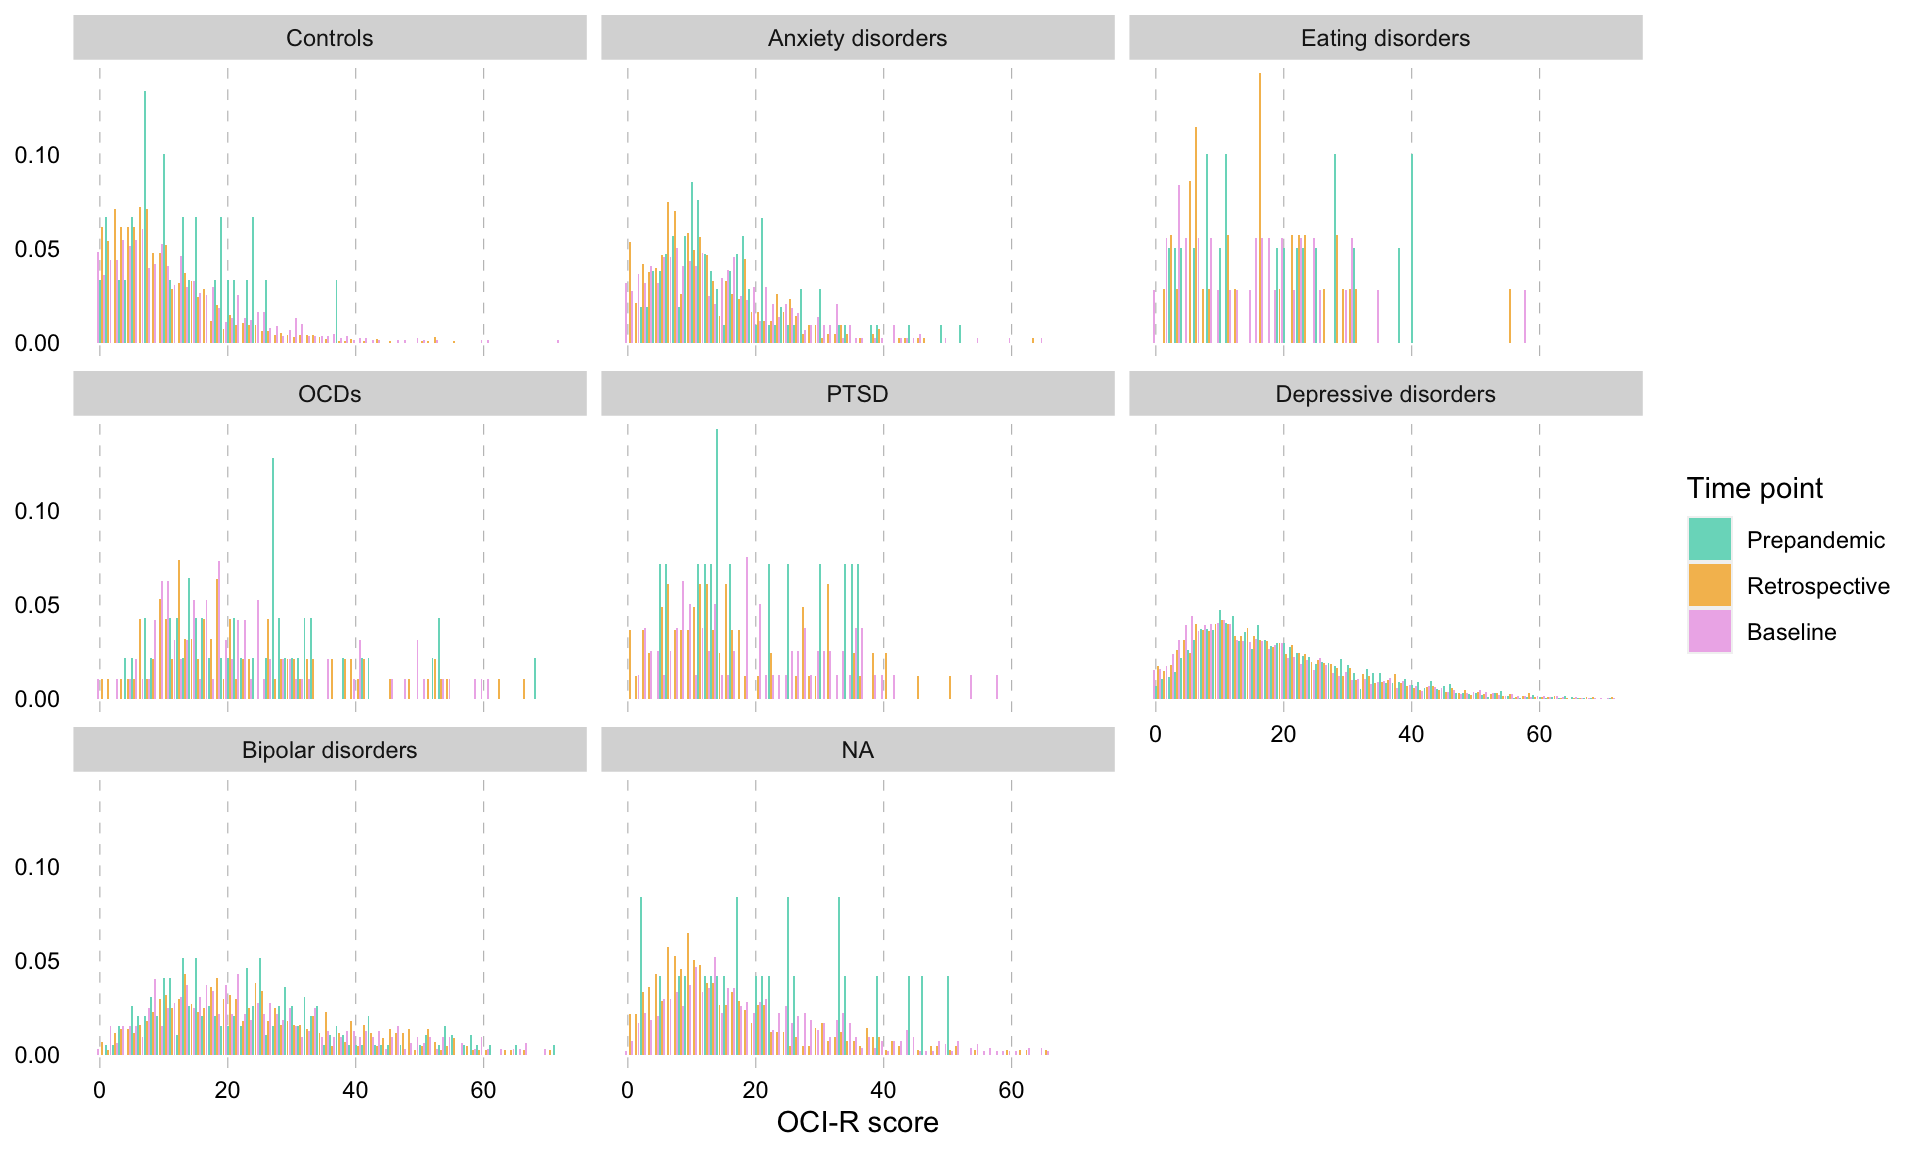 Controls
Anxiety disorders
Eating disorders
0.10
0.05
0.00
OCDs
PTSD
Depressive disorders
0.10
0.05
0.00
0 20 40 60
Bipolar disorders
NA
0.10
0.05
0.00
0 20 40 60
0 20 40 60
OCI-R score
Time point
Prepandemic
Retrospective
Baseline